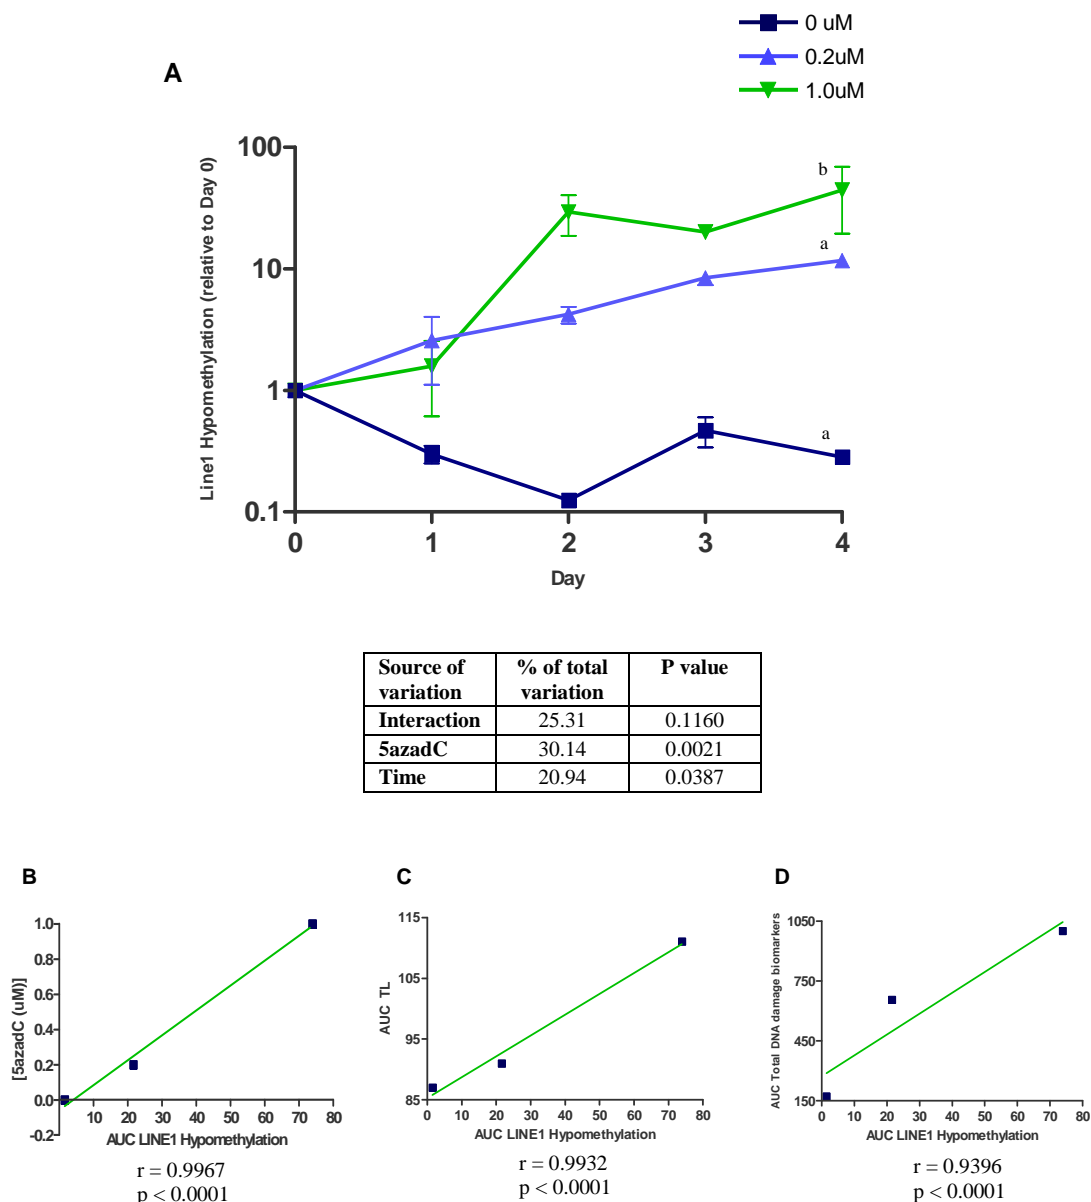 0 uM
0.2uM
1.0uM
A
Line1 Hypomethylation (relative to Day 0)
100
10
1
0.1
b
a
a
0 1 2 3 4
Day
Source of variation % of total variation P value
Interaction 25.31 0.1160
5azadC 30.14 0.0021
Time 20.94 0.0387
B
[5azadC (uM)]
1.0
0.8
0.6
0.4
0.2
0.0
-0.2
10 20 30 40 50 60 70 80
AUC LINE1 Hypomethylation
r = 0.9967
p < 0.0001
C
AUC TL
115
105
95
85
0 10 20 30 40 50 60 70 80
AUC LINE1 Hypomethylation
r = 0.9932
p < 0.0001
D
AUC Total DNA damage biomarkers
1050
750
450
150
0 10 20 30 40 50 60 70 80
AUC LINE1 Hypomethylation
r = 0.9396
p < 0.0001